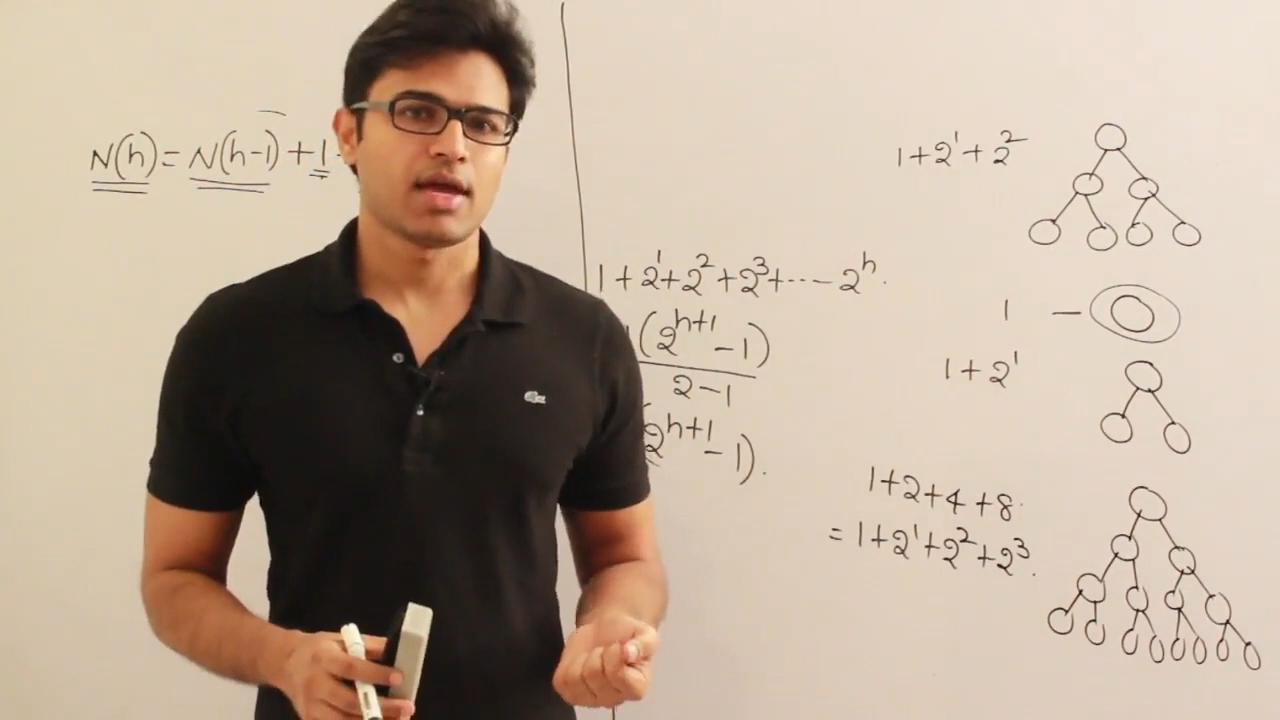 N(h) = N(h-1) + 1
1 + 2¹ + 2² + 2³ + ---- 2ʰ.
(2ʰ⁺¹ - 1)
2 - 1
2ʰ⁺¹ - 1).
1 + 2¹ + 2²
1 —
1 + 2¹
1 + 2 + 4 + 8.
= 1 + 2¹ + 2² + 2³.